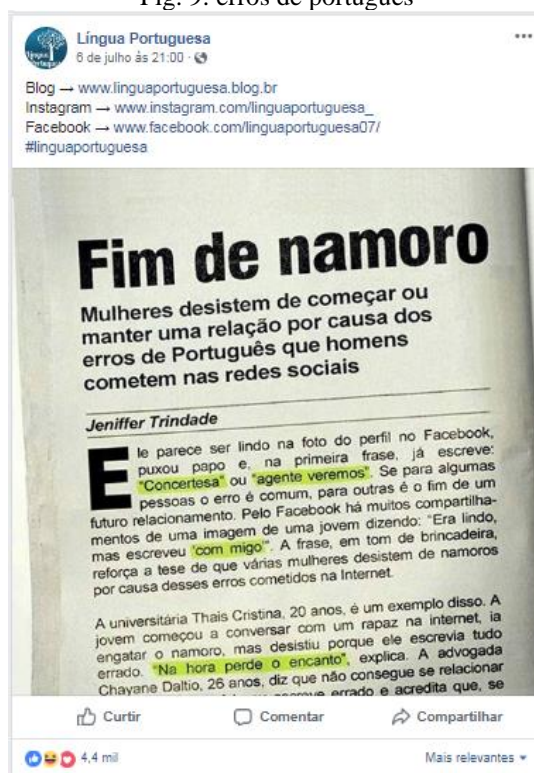 Fig. 9: erros de português
Língua Portuguesa
6 de julho às 21:00
Blog → www.linguaportuguesa.blog.br
Instagram → www.instagram.com/linguaportuguesa_
Facebook → www.facebook.com/linguaportuguesa07/
#linguaportuguesa
Fim de namoro
Mulheres desistem de começar ou
manter uma relação por causa dos
erros de Português que homens
cometem nas redes sociais
Jeniffer Trindade
Ele parece ser lindo na foto do perfil no Facebook,
puxou papo e, na primeira frase, já escreve:
"Concertesa" ou "agente veremos". Se para algumas
pessoas o erro é comum, para outras é o fim de um
futuro relacionamento. Pelo Facebook há muitos compartilha-
mentos de uma imagem de uma jovem dizendo: "Era lindo,
mas escreveu 'com migo'". A frase, em tom de brincadeira,
reforça a tese de que várias mulheres desistem de namoros
por causa desses erros cometidos na Internet.
A universitária Thais Cristina, 20 anos, é um exemplo disso. A
jovem começou a conversar com um rapaz na internet, ia
engatar o namoro, mas desistiu porque ele escrevia tudo
errado. "Na hora perde o encanto", explica. A advogada
Chayane Daltio, 26 anos, diz que não consegue se relacionar
errado e acredita que, se
Curtir Comentar Compartilhar
4,4 mil Mais relevantes